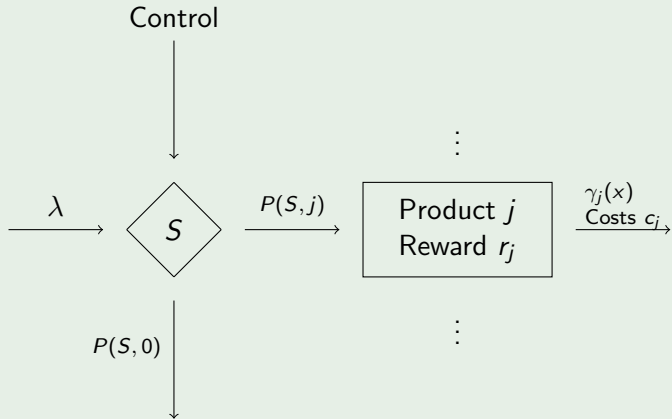 Control
⋮
λ
S
P(S, j)
Product j
Reward r_j
γ_j(x)
Costs c_j
P(S, 0)
⋮